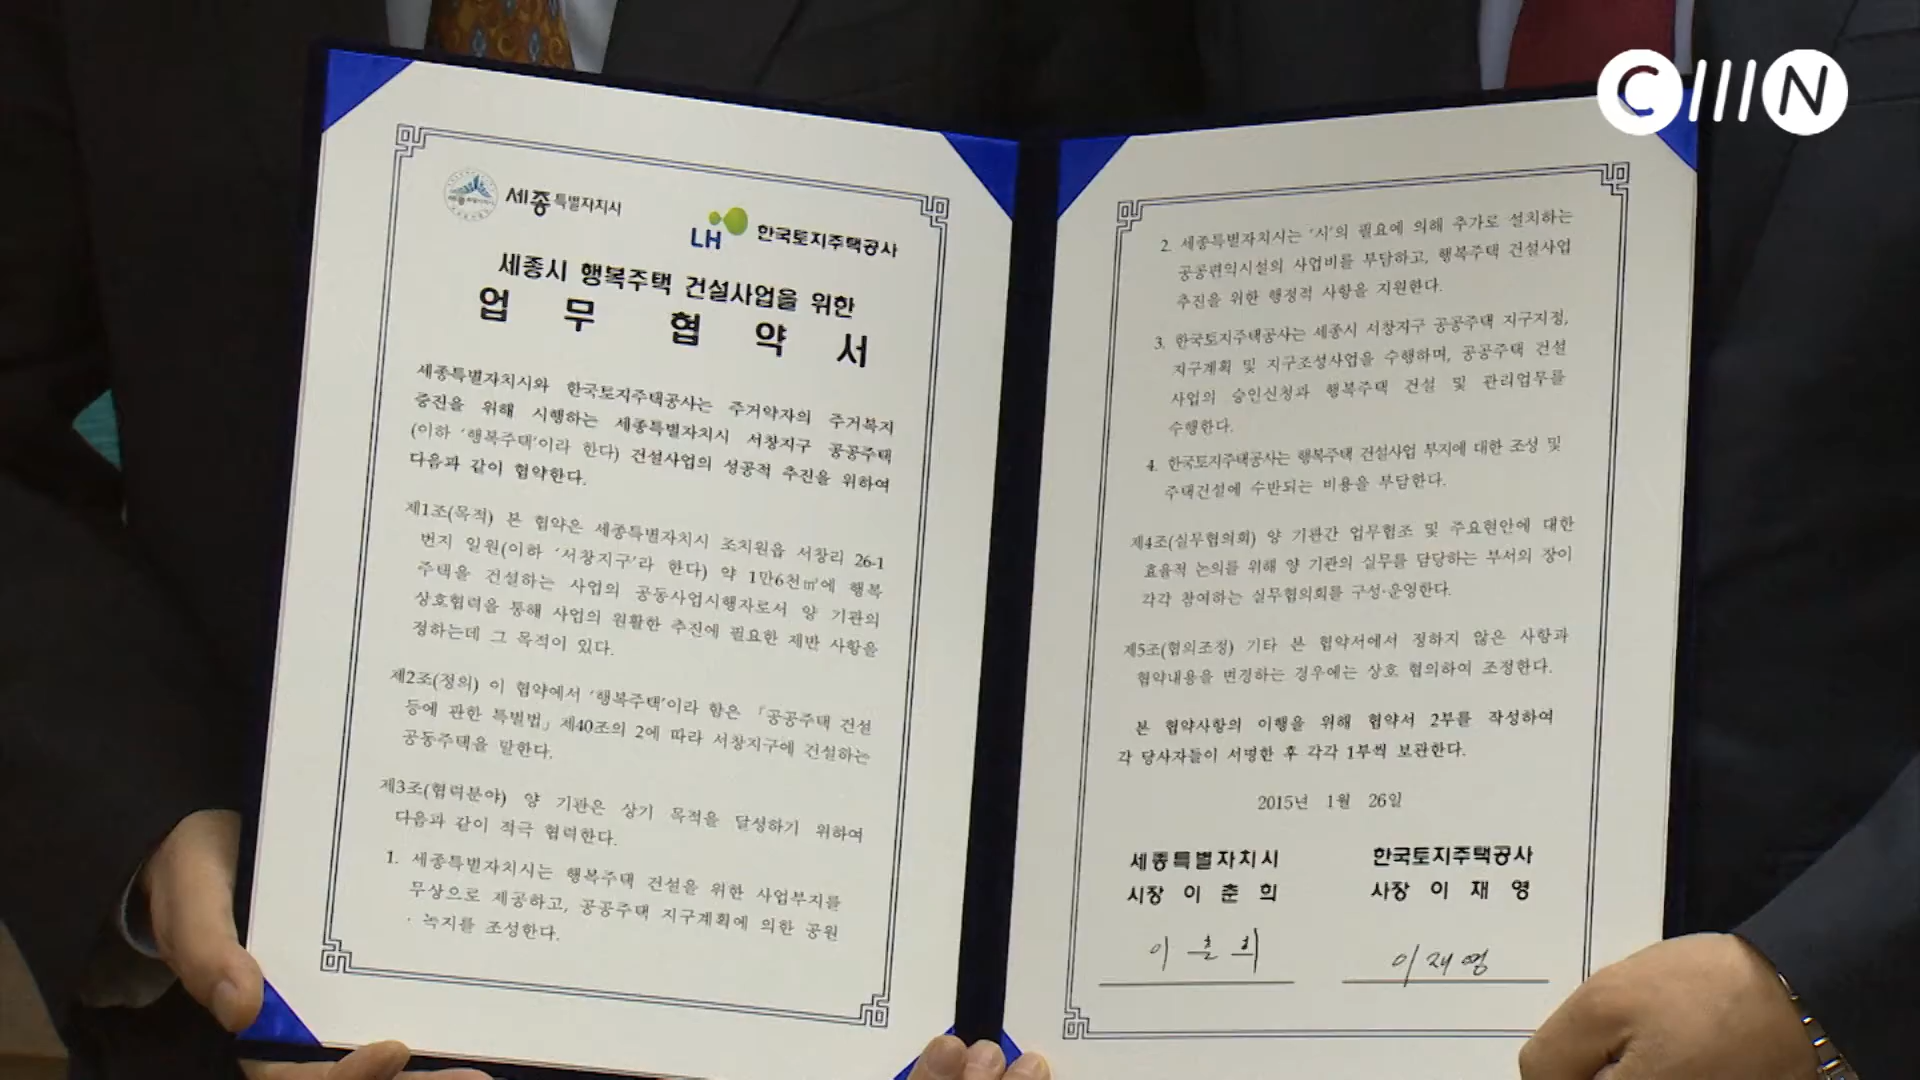 C///N
세종특별자치시
LH 한국토지주택공사
세종시 행복주택 건설사업을 위한
업 무 협 약 서
세종특별자치시와 한국토지주택공사는 주거약자의 주거복지
증진을 위해 시행하는 세종특별자치시 서창지구 공공주택
(이하 '행복주택'이라 한다) 건설사업의 성공적 추진을 위하여
다음과 같이 협약한다.
제1조(목적) 본 협약은 세종특별자치시 조치원읍 서창리 26-1
번지 일원(이하 '서창지구'라 한다) 약 1만6천㎡에 행복
주택을 건설하는 사업의 공동사업시행자로서 양 기관의
상호협력을 통해 사업의 원활한 추진에 필요한 제반 사항을
정하는데 그 목적이 있다.
제2조(정의) 이 협약에서 '행복주택'이라 함은 「공공주택 건설
등에 관한 특별법」 제40조의 2에 따라 서창지구에 건설하는
공동주택을 말한다.
제3조(협력분야) 양 기관은 상기 목적을 달성하기 위하여
다음과 같이 적극 협력한다.
1. 세종특별자치시는 행복주택 건설을 위한 사업부지를
무상으로 제공하고, 공공주택 지구계획에 의한 공원
· 녹지를 조성한다.
2. 세종특별자치시는 '시'의 필요에 의해 추가로 설치하는
공공편익시설의 사업비를 부담하고, 행복주택 건설사업
추진을 위한 행정적 사항을 지원한다.
3. 한국토지주택공사는 세종시 서창지구 공공주택 지구지정,
지구계획 및 지구조성사업을 수행하며, 공공주택 건설
사업의 승인신청과 행복주택 건설 및 관리업무를
수행한다.
4. 한국토지주택공사는 행복주택 건설사업 부지에 대한 조성 및
주택건설에 수반되는 비용을 부담한다.
제4조(실무협의회) 양 기관간 업무협조 및 주요현안에 대한
효율적 논의를 위해 양 기관의 실무를 담당하는 부서의 장이
각각 참여하는 실무협의회를 구성·운영한다.
제5조(협의조정) 기타 본 협약서에서 정하지 않은 사항과
협약내용을 변경하는 경우에는 상호 협의하여 조정한다.
본 협약사항의 이행을 위해 협약서 2부를 작성하여
각 당사자들이 서명한 후 각각 1부씩 보관한다.
2015년 1월 26일
세종특별자치시
시장 이 춘 희
이 춘 희
한국토지주택공사
사장 이 재 영
이재영